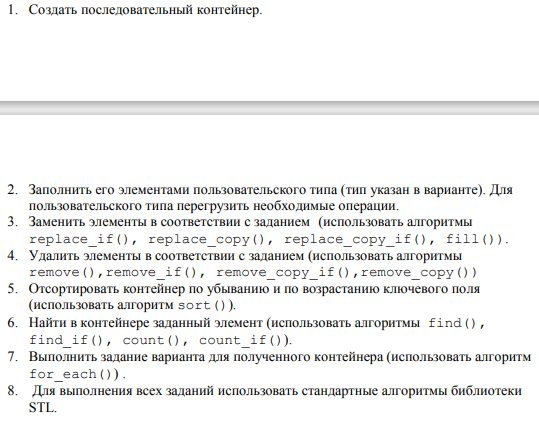 1. Создать последовательный контейнер.
2. Заполнить его элементами пользовательского типа (тип указан в варианте). Для
пользовательского типа перегрузить необходимые операции.
3. Заменить элементы в соответствии с заданием (использовать алгоритмы
replace_if(), replace_copy(), replace_copy_if(), fill()).
4. Удалить элементы в соответствии с заданием (использовать алгоритмы
remove(),remove_if(), remove_copy_if(),remove_copy())
5. Отсортировать контейнер по убыванию и по возрастанию ключевого поля
(использовать алгоритм sort()).
6. Найти в контейнере заданный элемент (использовать алгоритмы find(),
find_if(), count(), count_if()).
7. Выполнить задание варианта для полученного контейнера (использовать алгоритм
for_each()).
8. Для выполнения всех заданий использовать стандартные алгоритмы библиотеки
STL.